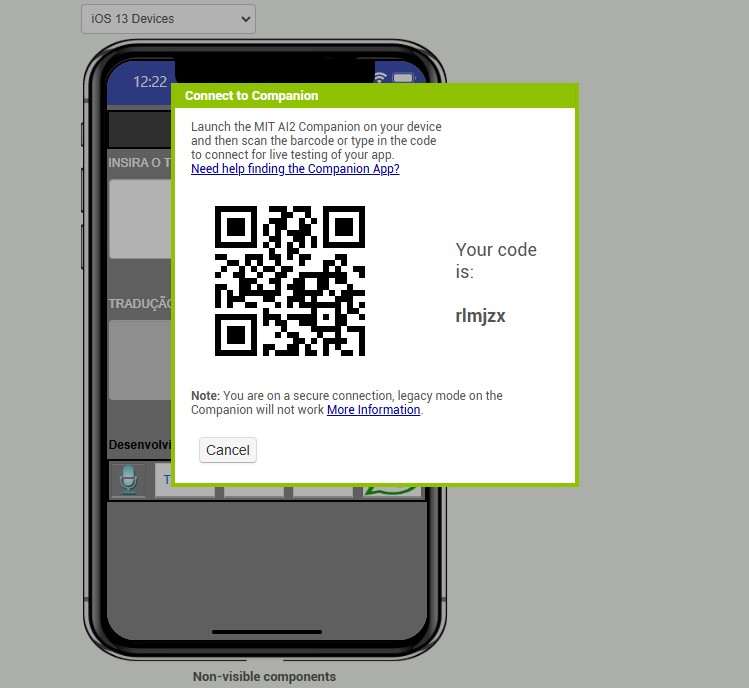 iOS 13 Devices
12:22
Connect to Companion
Launch the MIT AI2 Companion on your device
and then scan the barcode or type in the code
to connect for live testing of your app.
Need help finding the Companion App?
INSIRA O T
Your code
is:
rlmjzx
TRADUÇÃO
Note: You are on a secure connection, legacy mode on the
Companion will not work More Information.
Cancel
Desenvolvi
T
Non-visible components